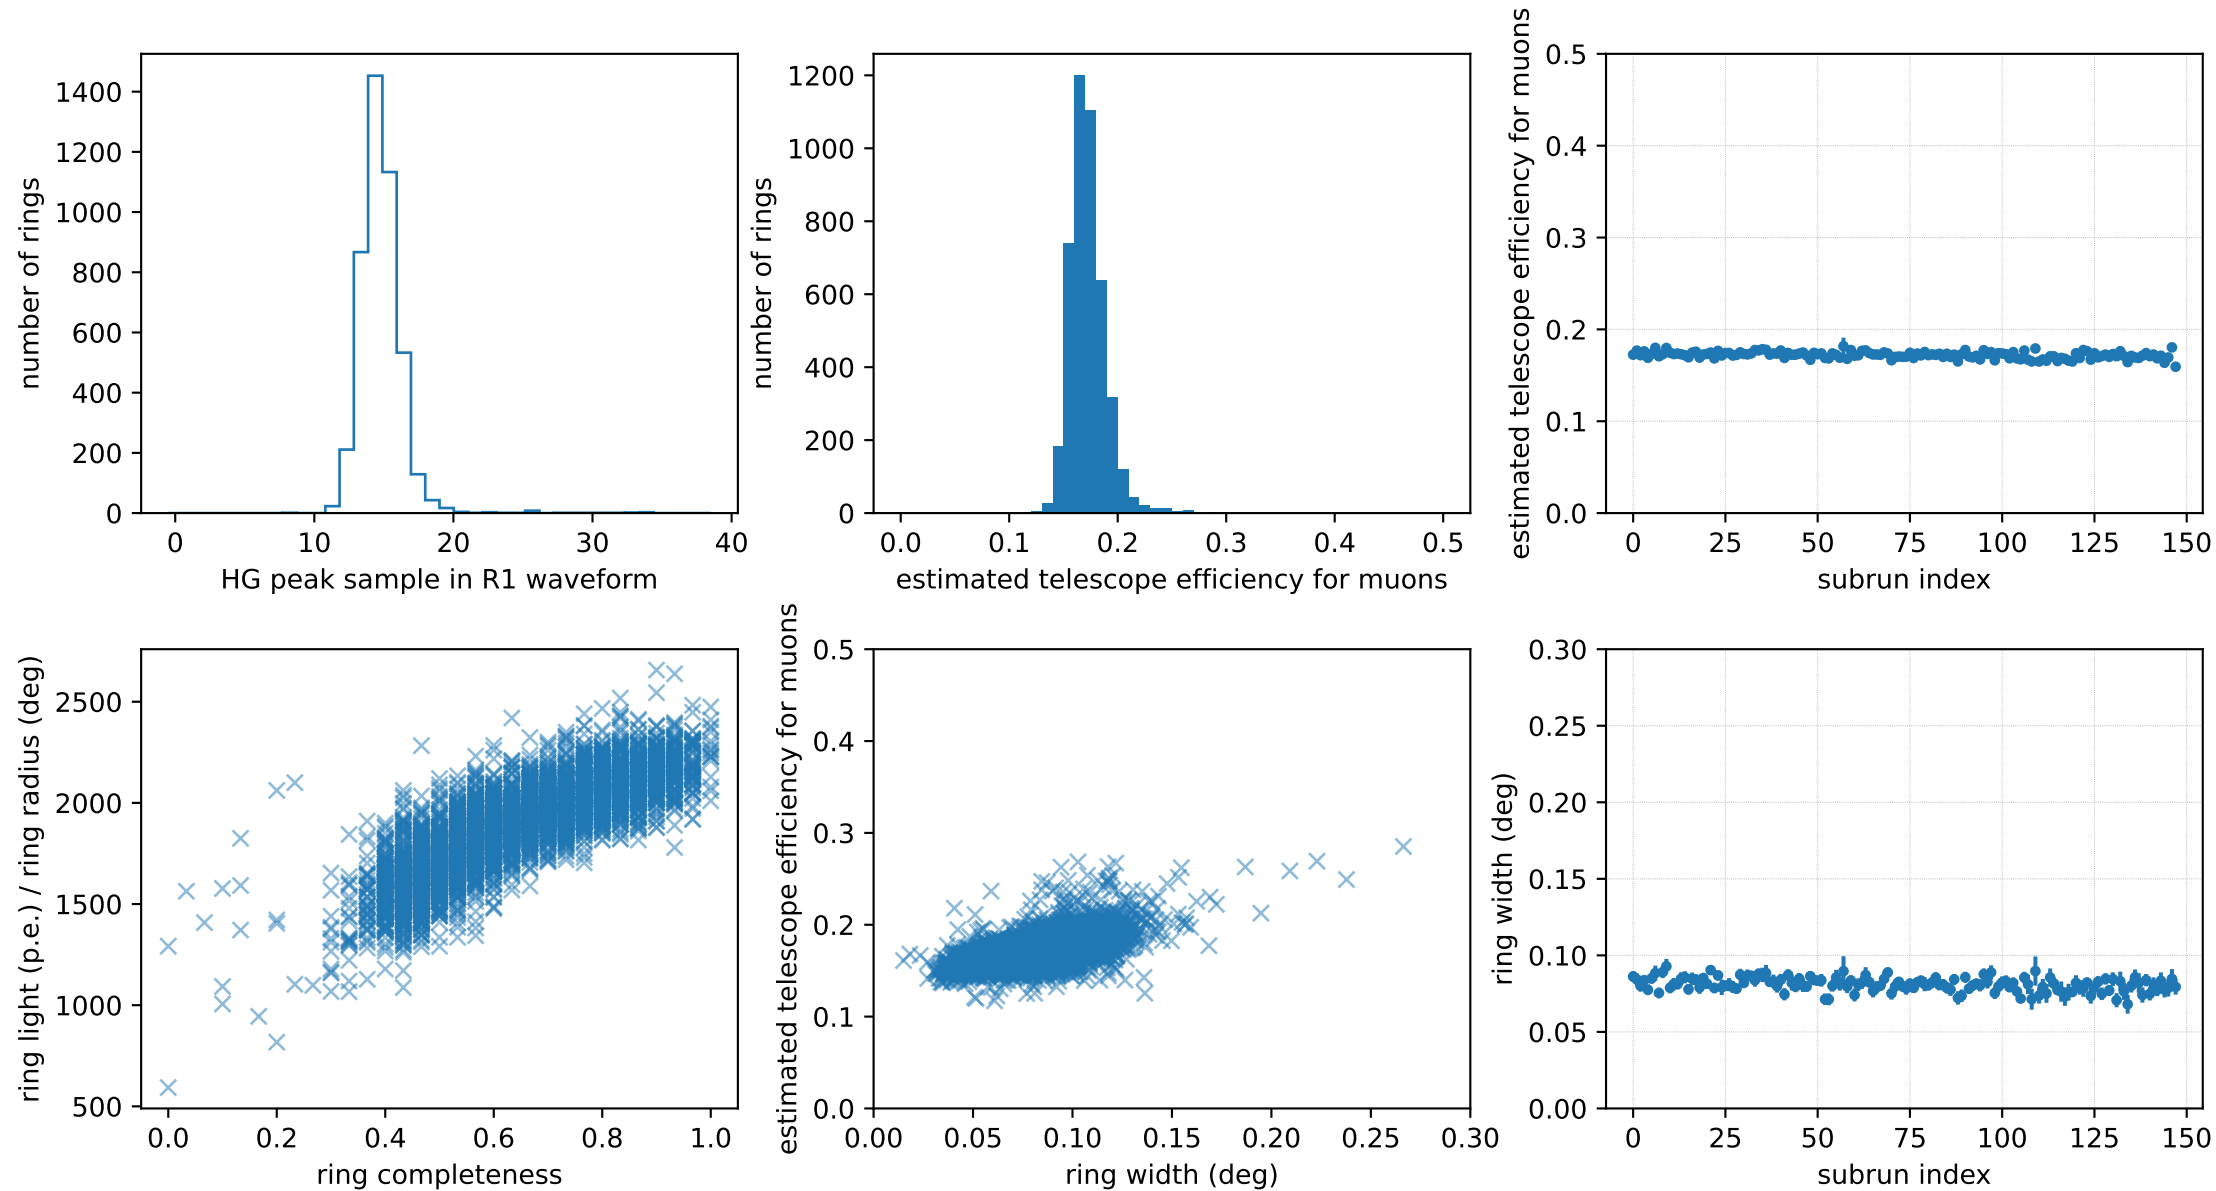 1400
1200
1000
800
600
400
200
0
number of rings
0 10 20 30 40
HG peak sample in R1 waveform
1200
1000
800
600
400
200
0
number of rings
0.0 0.1 0.2 0.3 0.4 0.5
estimated telescope efficiency for muons
0.5
0.4
0.3
0.2
0.1
0.0
estimated telescope efficiency for muons
0 25 50 75 100 125 150
subrun index
2500
2000
1500
1000
500
ring light (p.e.) / ring radius (deg)
0.0 0.2 0.4 0.6 0.8 1.0
ring completeness
0.5
0.4
0.3
0.2
0.1
0.0
estimated telescope efficiency for muons
0.00 0.05 0.10 0.15 0.20 0.25 0.30
ring width (deg)
0.30
0.25
0.20
0.15
0.10
0.05
0.00
ring width (deg)
0 25 50 75 100 125 150
subrun index